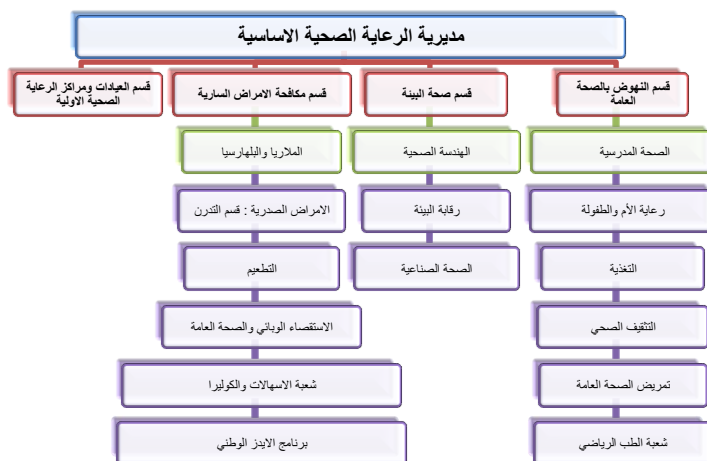 مديرية الرعاية الصحية الاساسية
قسم النهوض بالصحة
العامة
قسم صحة البيئة
قسم مكافحة الامراض السارية
قسم العيادات ومراكز الرعاية
الصحية الاولية
الصحة المدرسية
الهندسة الصحية
الملاريا والبلهارسيا
رعاية الأم والطفولة
رقابة البيئة
الامراض الصدرية : قسم التدرن
التغذية
الصحة الصناعية
التطعيم
التثقيف الصحي
الاستقصاء الوبائي والصحة العامة
تمريض الصحة العامة
شعبة الاسهالات والكوليرا
شعبة الطب الرياضي
برنامج الايدز الوطني